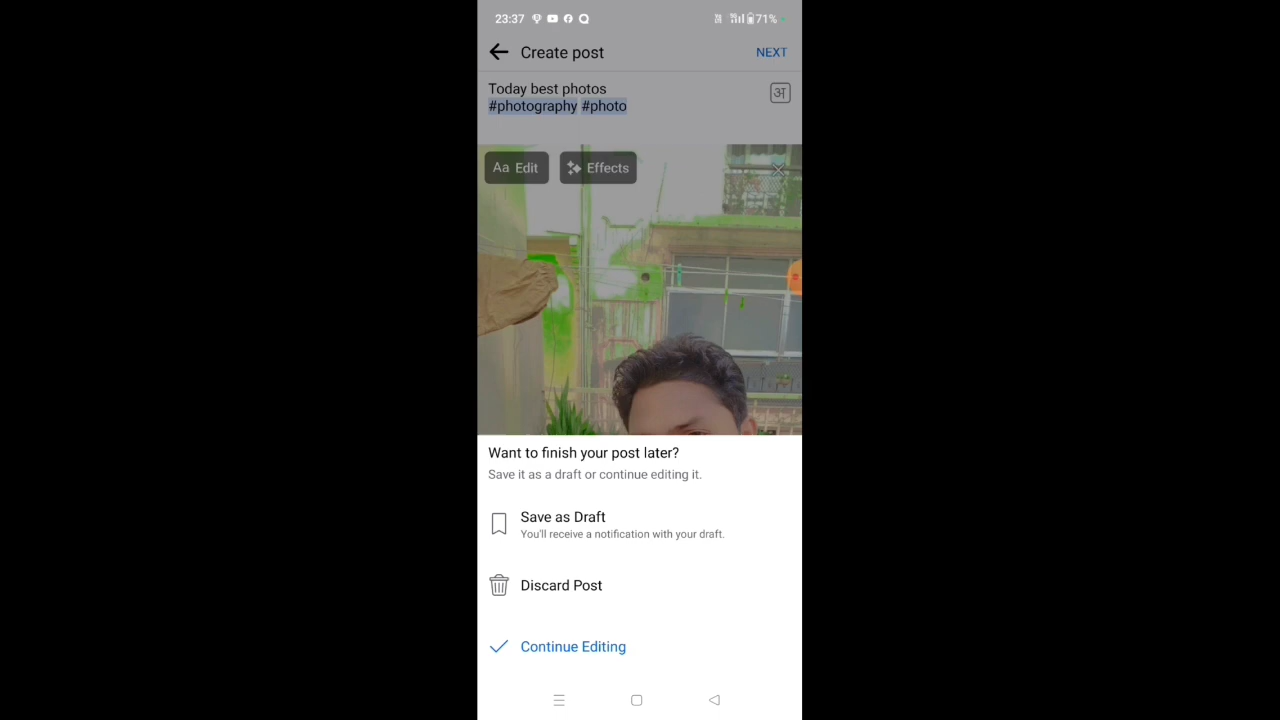 23:37 71%
Create post NEXT
Today best photos
अ
#photography #photo
Aa Edit Effects
Want to finish your post later?
Save it as a draft or continue editing it.
Save as Draft
You'll receive a notification with your draft.
Discard Post
Continue Editing